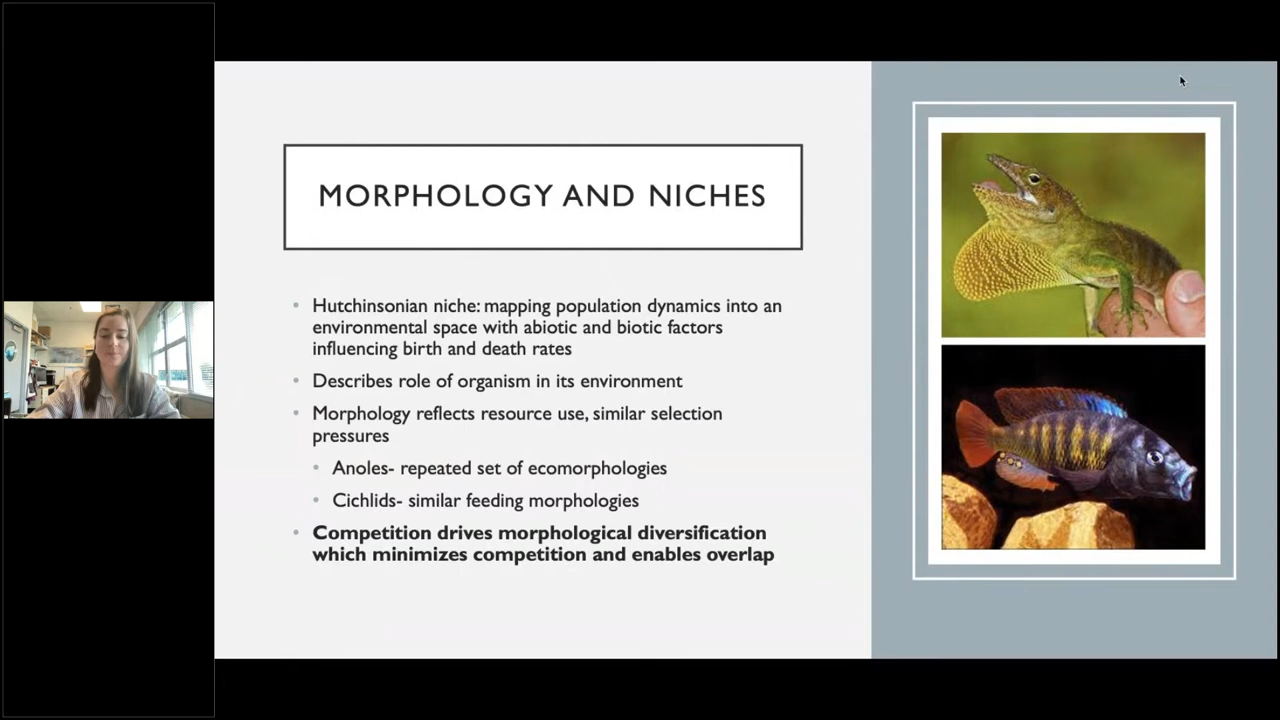 MORPHOLOGY AND NICHES
• Hutchinsonian niche: mapping population dynamics into an
environmental space with abiotic and biotic factors
influencing birth and death rates
• Describes role of organism in its environment
• Morphology reflects resource use, similar selection
pressures
• Anoles- repeated set of ecomorphologies
• Cichlids- similar feeding morphologies
• Competition drives morphological diversification
which minimizes competition and enables overlap